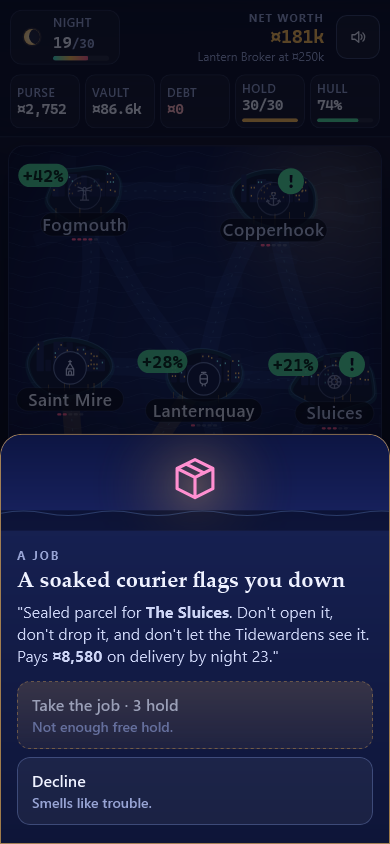 NIGHT
19/30
NET WORTH
¤181k
Lantern Broker at ¤250k
PURSE
¤2,752
VAULT
¤86.6k
DEBT
¤0
HOLD
30/30
HULL
74%
+42%
!
Fogmouth
Copperhook
+28%
+21%
!
Saint Mire
Lanternquay
Sluices
A JOB
A soaked courier flags you down
"Sealed parcel for The Sluices. Don't open it,
don't drop it, and don't let the Tidewardens see it.
Pays ¤8,580 on delivery by night 23."
Take the job · 3 hold
Not enough free hold.
Decline
Smells like trouble.